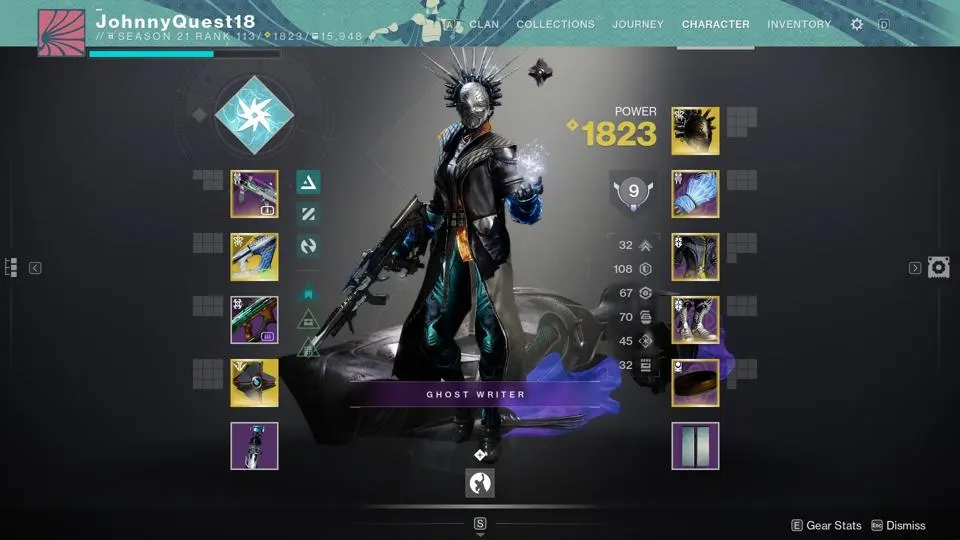 JohnnyQuest18
// SEASON 21 RANK 113 / 1823 / 15,948
A CLAN COLLECTIONS JOURNEY CHARACTER INVENTORY D
POWER
1823
9
32
108
67
70
45
32
GHOST WRITER
S
E Gear Stats Esc Dismiss